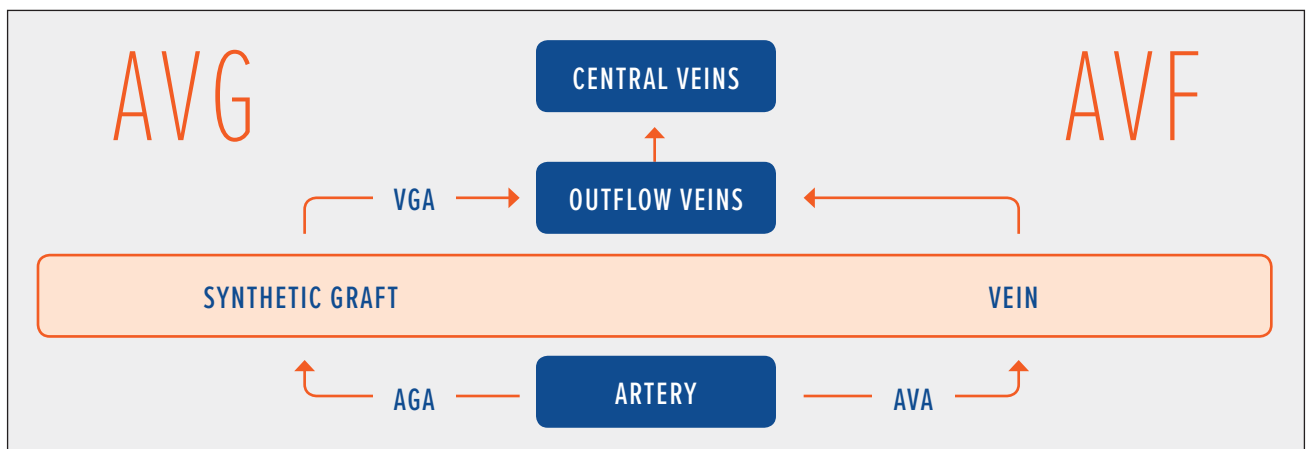 AVG
AVF
CENTRAL VEINS
VGA
OUTFLOW VEINS
SYNTHETIC GRAFT
VEIN
AGA
ARTERY
AVA